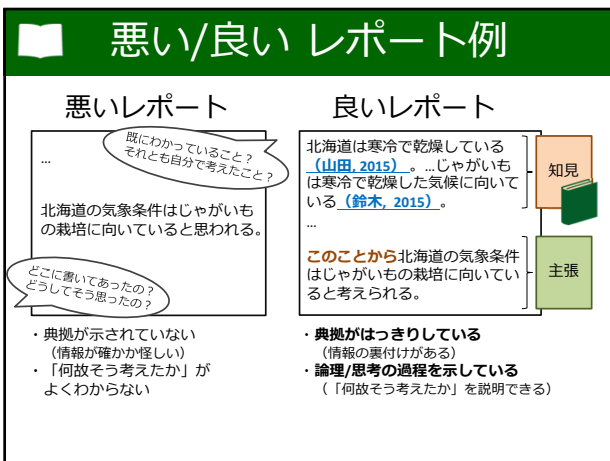 悪い/良い レポート例
悪いレポート
既にわかっていること？
それとも自分で考えたこと？
…
北海道の気象条件はじゃがいも
の栽培に向いていると思われる。
どこに書いてあったの？
どうしてそう思ったの？
・典拠が示されていない
（情報が確かか怪しい）
・「何故そう考えたか」が
よくわからない
良いレポート
北海道は寒冷で乾燥している
（山田, 2015）。…じゃがいも
は寒冷で乾燥した気候に向いて
いる（鈴木, 2015）。
…
このことから北海道の気象条件
はじゃがいもの栽培に向いてい
ると考えられる。
知見
主張
・典拠がはっきりしている
（情報の裏付けがある）
・論理/思考の過程を示している
（「何故そう考えたか」を説明できる）